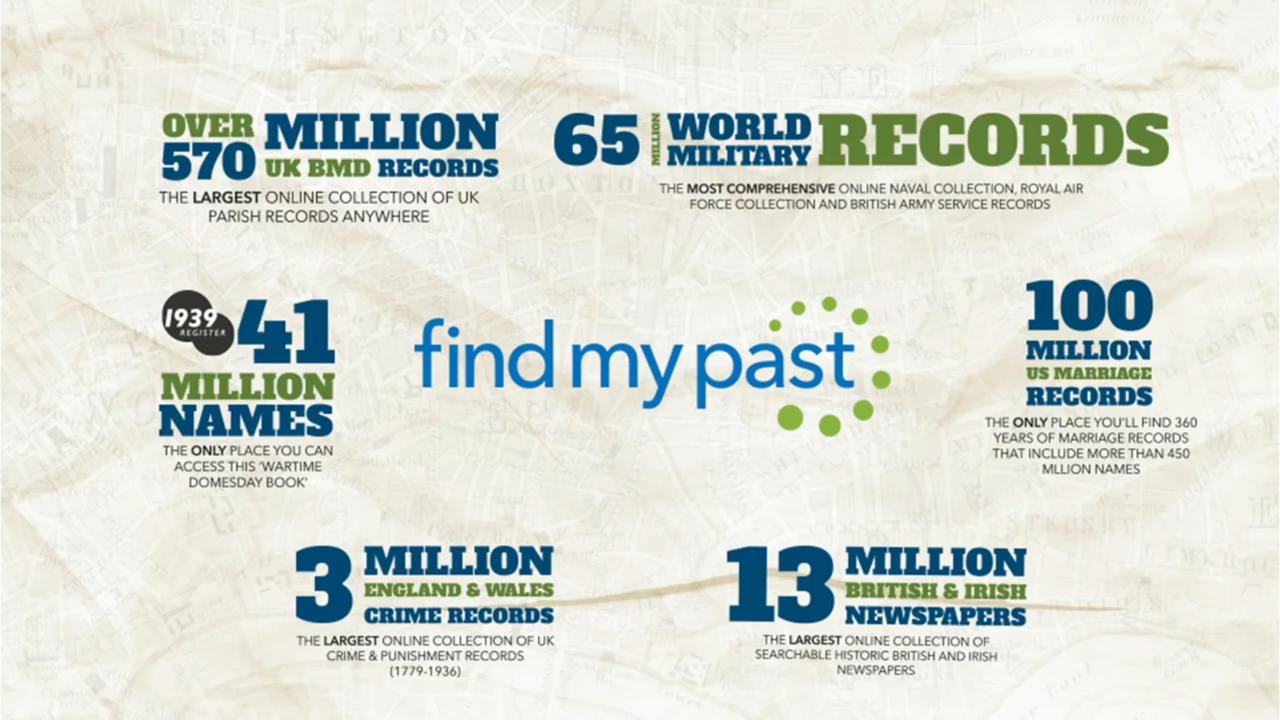 ISLINGTON
HOXTON
OVER 570 MILLION
UK BMD RECORDS
THE LARGEST ONLINE COLLECTION OF UK
PARISH RECORDS ANYWHERE
65 MILLION WORLD MILITARY RECORDS
THE MOST COMPREHENSIVE ONLINE NAVAL COLLECTION, ROYAL AIR
FORCE COLLECTION AND BRITISH ARMY SERVICE RECORDS
1939
REGISTER
41
MILLION
NAMES
THE ONLY PLACE YOU CAN
ACCESS THIS 'WARTIME
DOMESDAY BOOK'
findmypast
100
MILLION
US MARRIAGE
RECORDS
THE ONLY PLACE YOU'LL FIND 360
YEARS OF MARRIAGE RECORDS
THAT INCLUDE MORE THAN 450
MLLION NAMES
3 MILLION
ENGLAND & WALES
CRIME RECORDS
THE LARGEST ONLINE COLLECTION OF UK
CRIME & PUNISHMENT RECORDS
(1779-1936)
13 MILLION
BRITISH & IRISH
NEWSPAPERS
THE LARGEST ONLINE COLLECTION OF
SEARCHABLE HISTORIC BRITISH AND IRISH
NEWSPAPERS